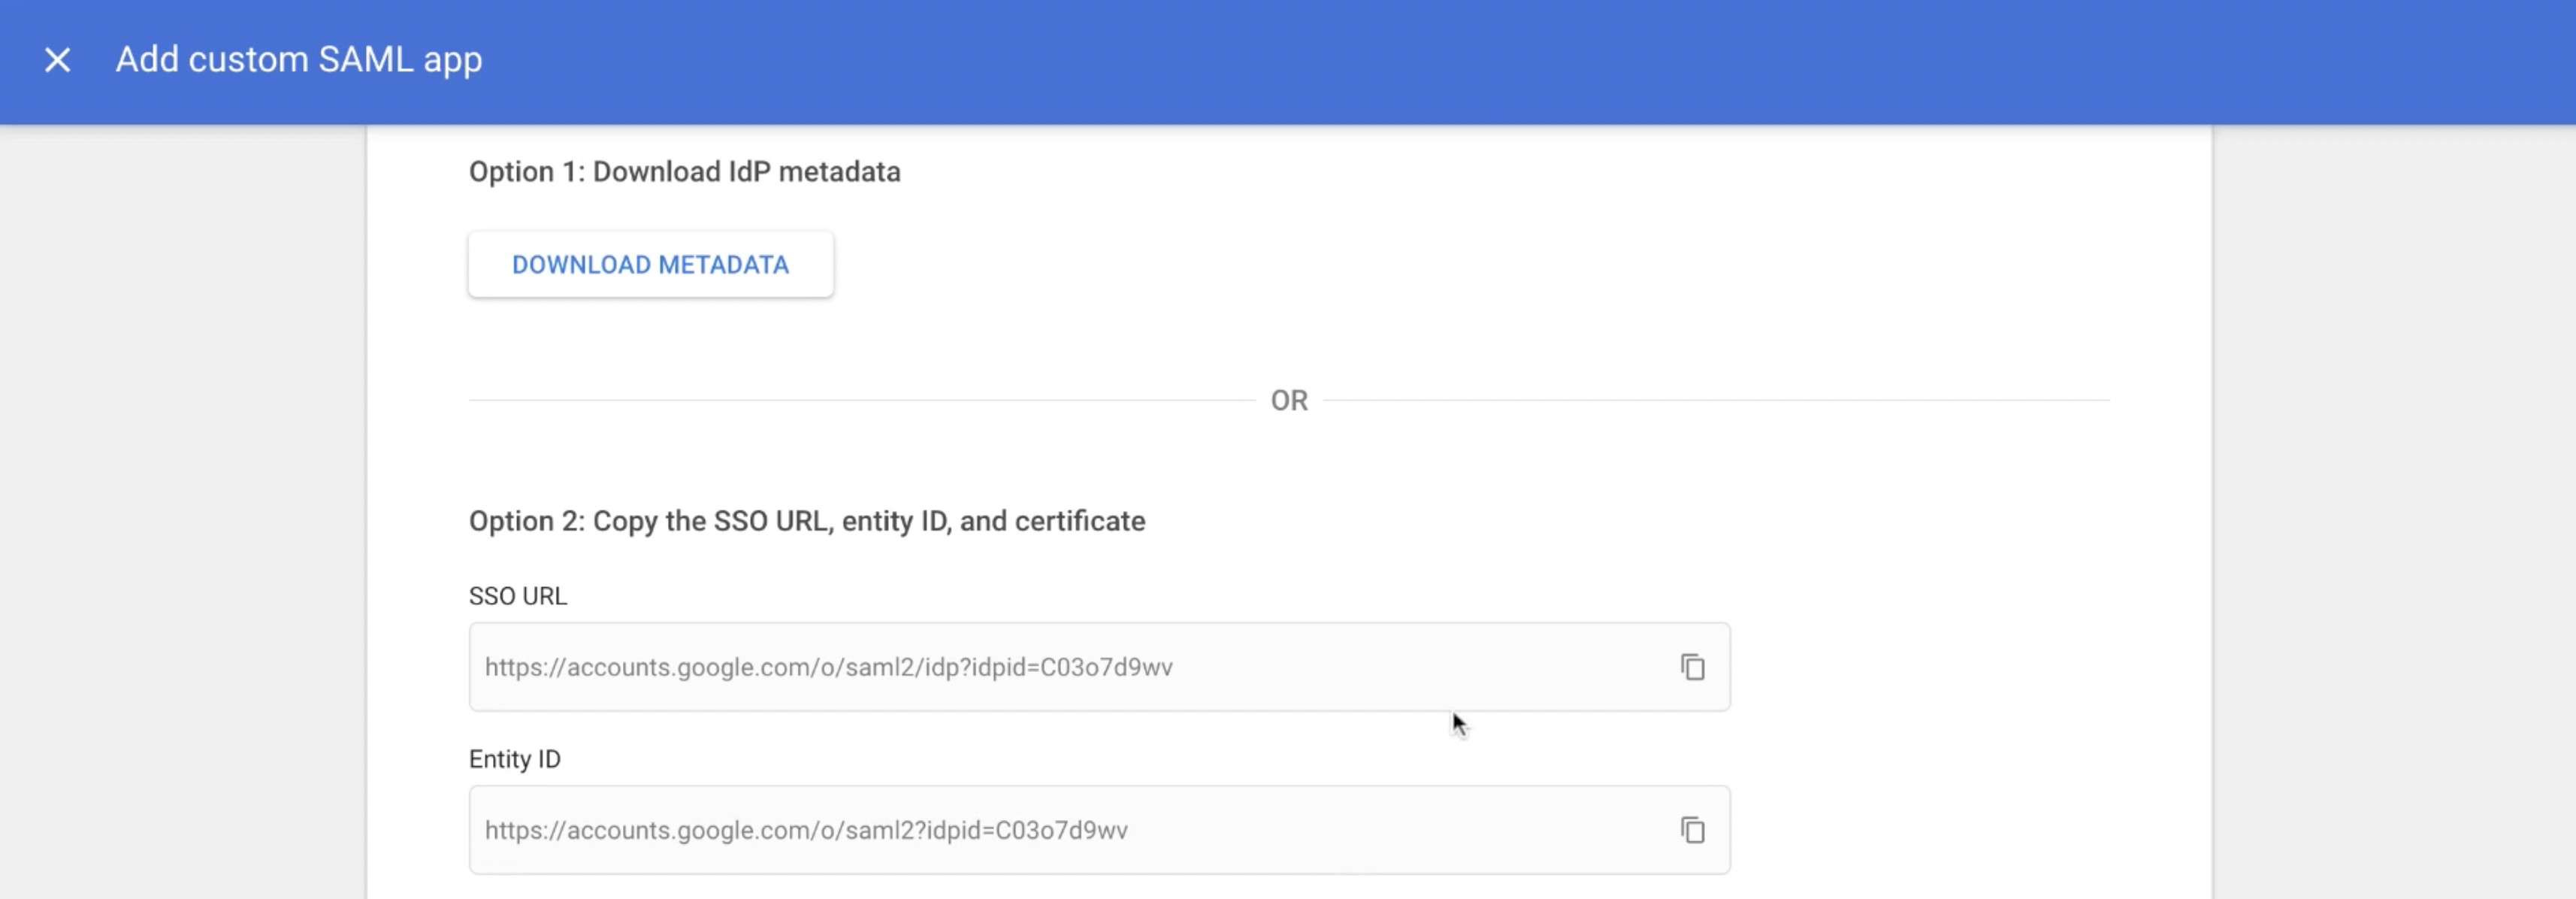 Add custom SAML app
Option 1: Download IdP metadata
DOWNLOAD METADATA
OR
Option 2: Copy the SSO URL, entity ID, and certificate
SSO URL
https://accounts.google.com/o/saml2/idp?idpid=C03o7d9wv
Entity ID
https://accounts.google.com/o/saml2?idpid=C03o7d9wv